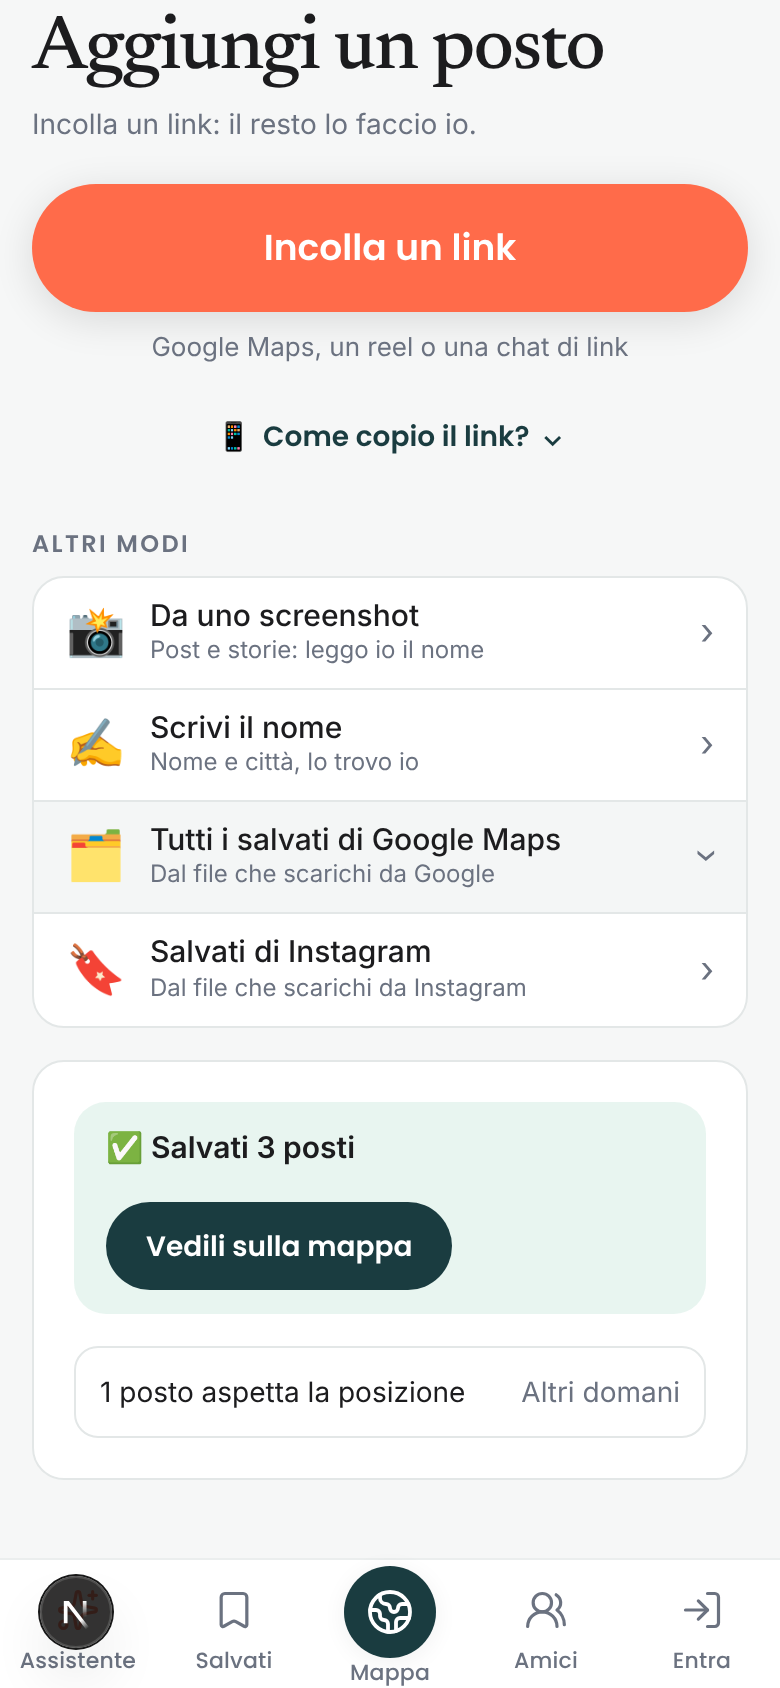 Aggiungi un posto
Incolla un link: il resto lo faccio io.
Incolla un link
Google Maps, un reel o una chat di link
Come copio il link?
ALTRI MODI
Da uno screenshot
Post e storie: leggo io il nome
Scrivi il nome
Nome e città, lo trovo io
Tutti i salvati di Google Maps
Dal file che scarichi da Google
Salvati di Instagram
Dal file che scarichi da Instagram
Salvati 3 posti
Vedili sulla mappa
1 posto aspetta la posizione Altri domani
N
Assistente Salvati Mappa Amici Entra